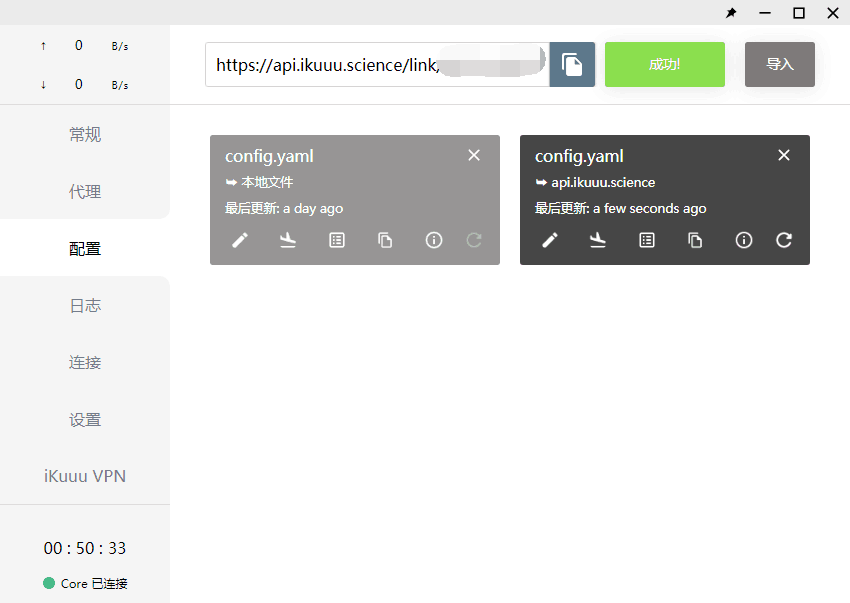 ↑ 0 B/s
↓ 0 B/s
常规
代理
配置
日志
连接
设置
iKuuu VPN
00 : 50 : 33
Core 已连接
https://api.ikuuu.science/link/
成功!
导入
config.yaml
本地文件
最后更新: a day ago
config.yaml
api.ikuuu.science
最后更新: a few seconds ago